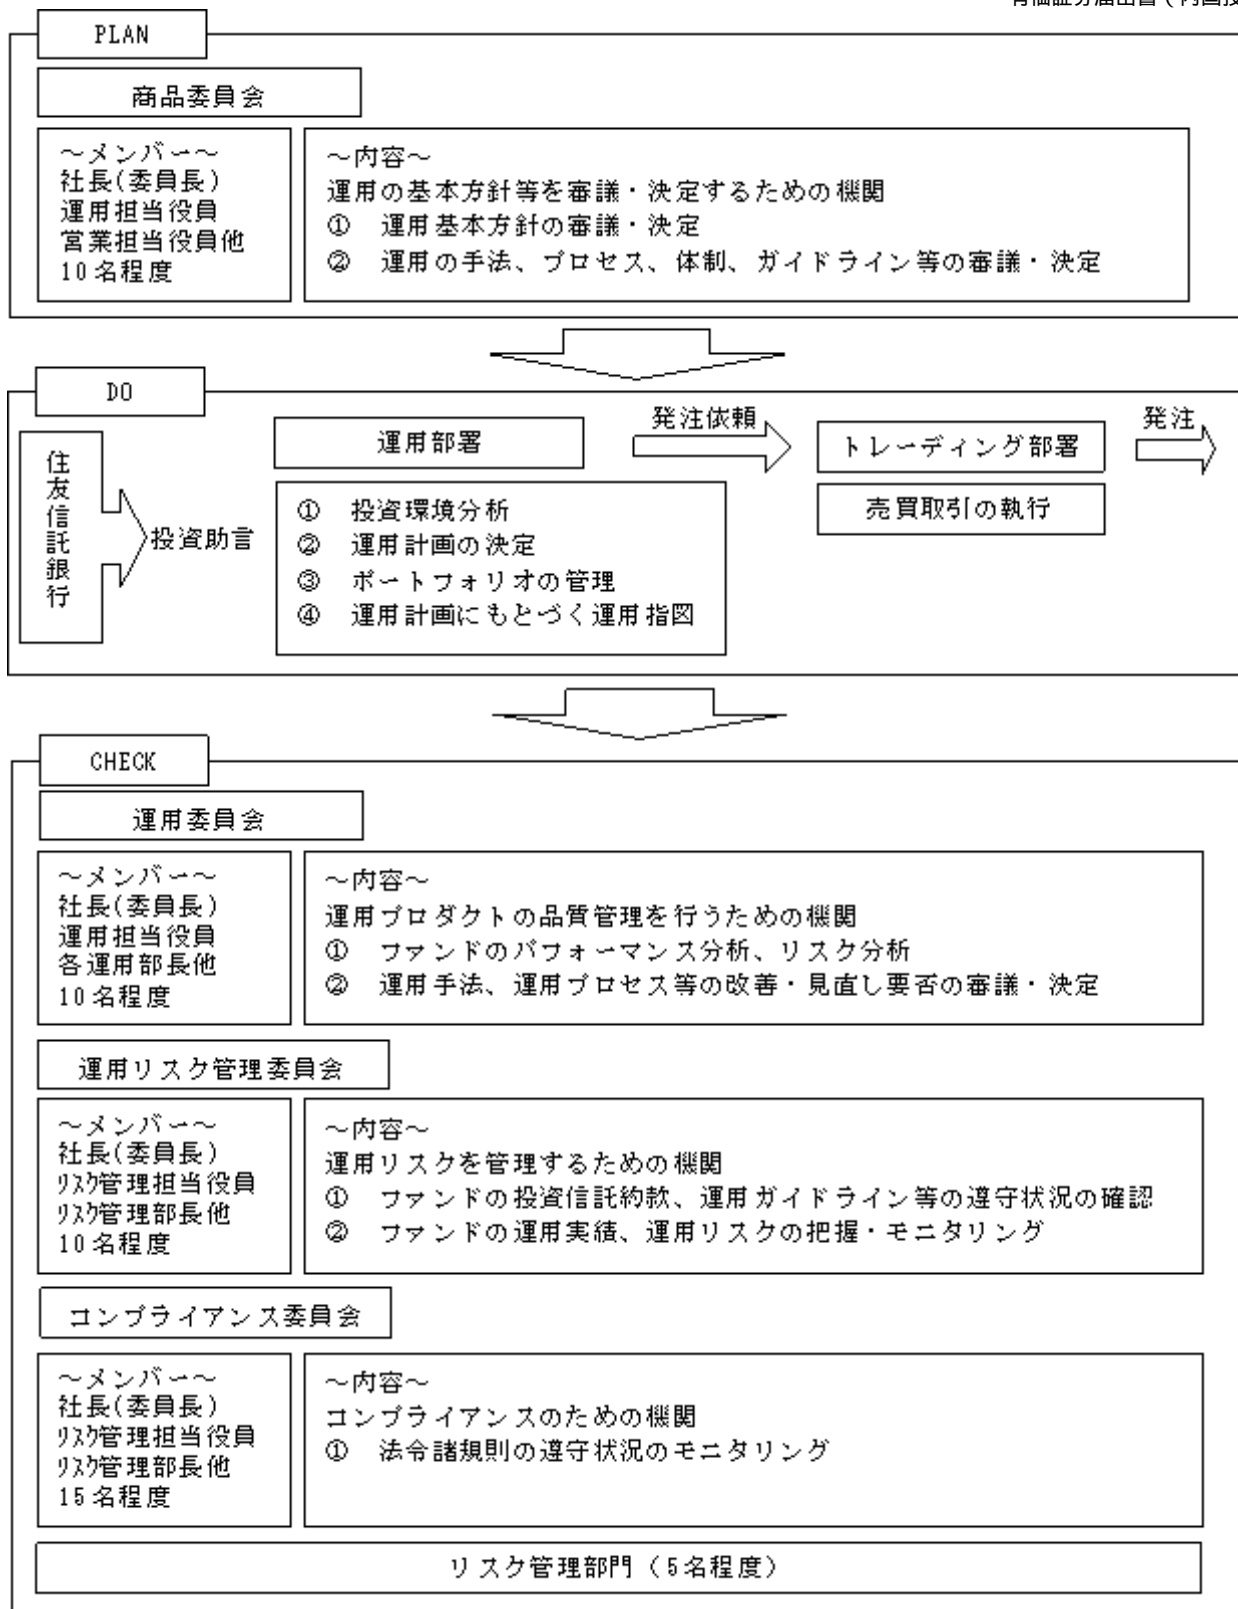 PLAN
商品委員会
～メンバー～
社長(委員長)
運用担当役員
営業担当役員他
10名程度
～内容～
運用の基本方針等を審議・決定するための機関
① 運用基本方針の審議・決定
② 運用の手法、プロセス、体制、ガイドライン等の審議・決定
DO
住友信託銀行
投資助言
運用部署
① 投資環境分析
② 運用計画の決定
③ ポートフォリオの管理
④ 運用計画にもとづく運用指図
発注依頼
トレーディング部署
売買取引の執行
発注
CHECK
運用委員会
～メンバー～
社長(委員長)
運用担当役員
各運用部長他
10名程度
～内容～
運用プロダクトの品質管理を行うための機関
① ファンドのパフォーマンス分析、リスク分析
② 運用手法、運用プロセス等の改善・見直し要否の審議・決定
運用リスク管理委員会
～メンバー～
社長(委員長)
ﾘｽｸ管理担当役員
ﾘｽｸ管理部長他
10名程度
～内容～
運用リスクを管理するための機関
① ファンドの投資信託約款、運用ガイドライン等の遵守状況の確認
② ファンドの運用実績、運用リスクの把握・モニタリング
コンプライアンス委員会
～メンバー～
社長(委員長)
ﾘｽｸ管理担当役員
ﾘｽｸ管理部長他
15名程度
～内容～
コンプライアンスのための機関
① 法令諸規則の遵守状況のモニタリング
リスク管理部門（5名程度）